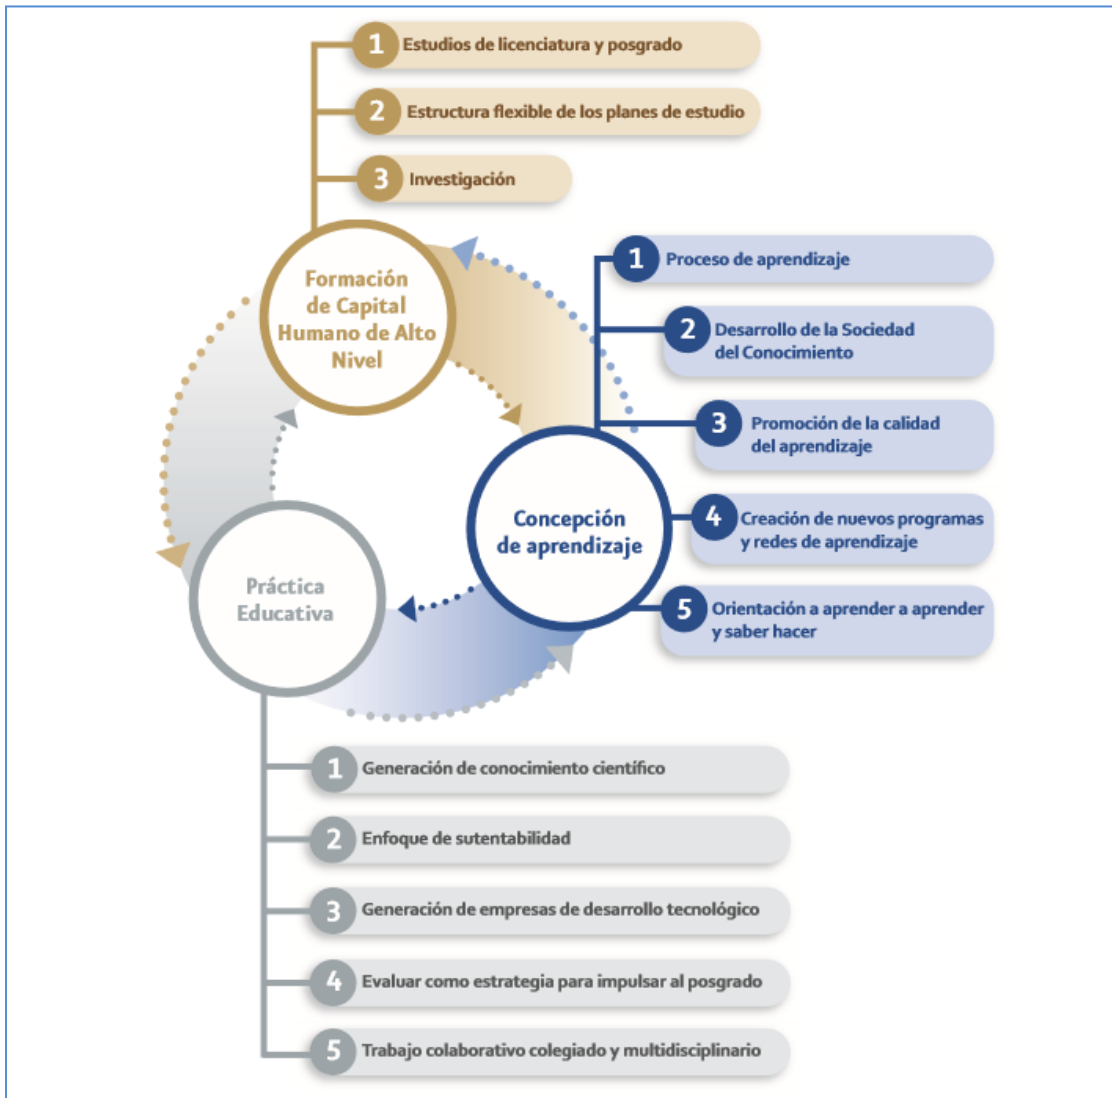 1 Estudios de licenciatura y posgrado
2 Estructura flexible de los planes de estudio
3 Investigación
Formación
de Capital
Humano de Alto
Nivel
1 Proceso de aprendizaje
2 Desarrollo de la Sociedad
del Conocimiento
3 Promoción de la calidad
del aprendizaje
Concepción
de aprendizaje
4 Creación de nuevos programas
y redes de aprendizaje
5 Orientación a aprender a aprender
y saber hacer
Práctica
Educativa
1 Generación de conocimiento científico
2 Enfoque de sutentabilidad
3 Generación de empresas de desarrollo tecnológico
4 Evaluar como estrategia para impulsar al posgrado
5 Trabajo colaborativo colegiado y multidisciplinario